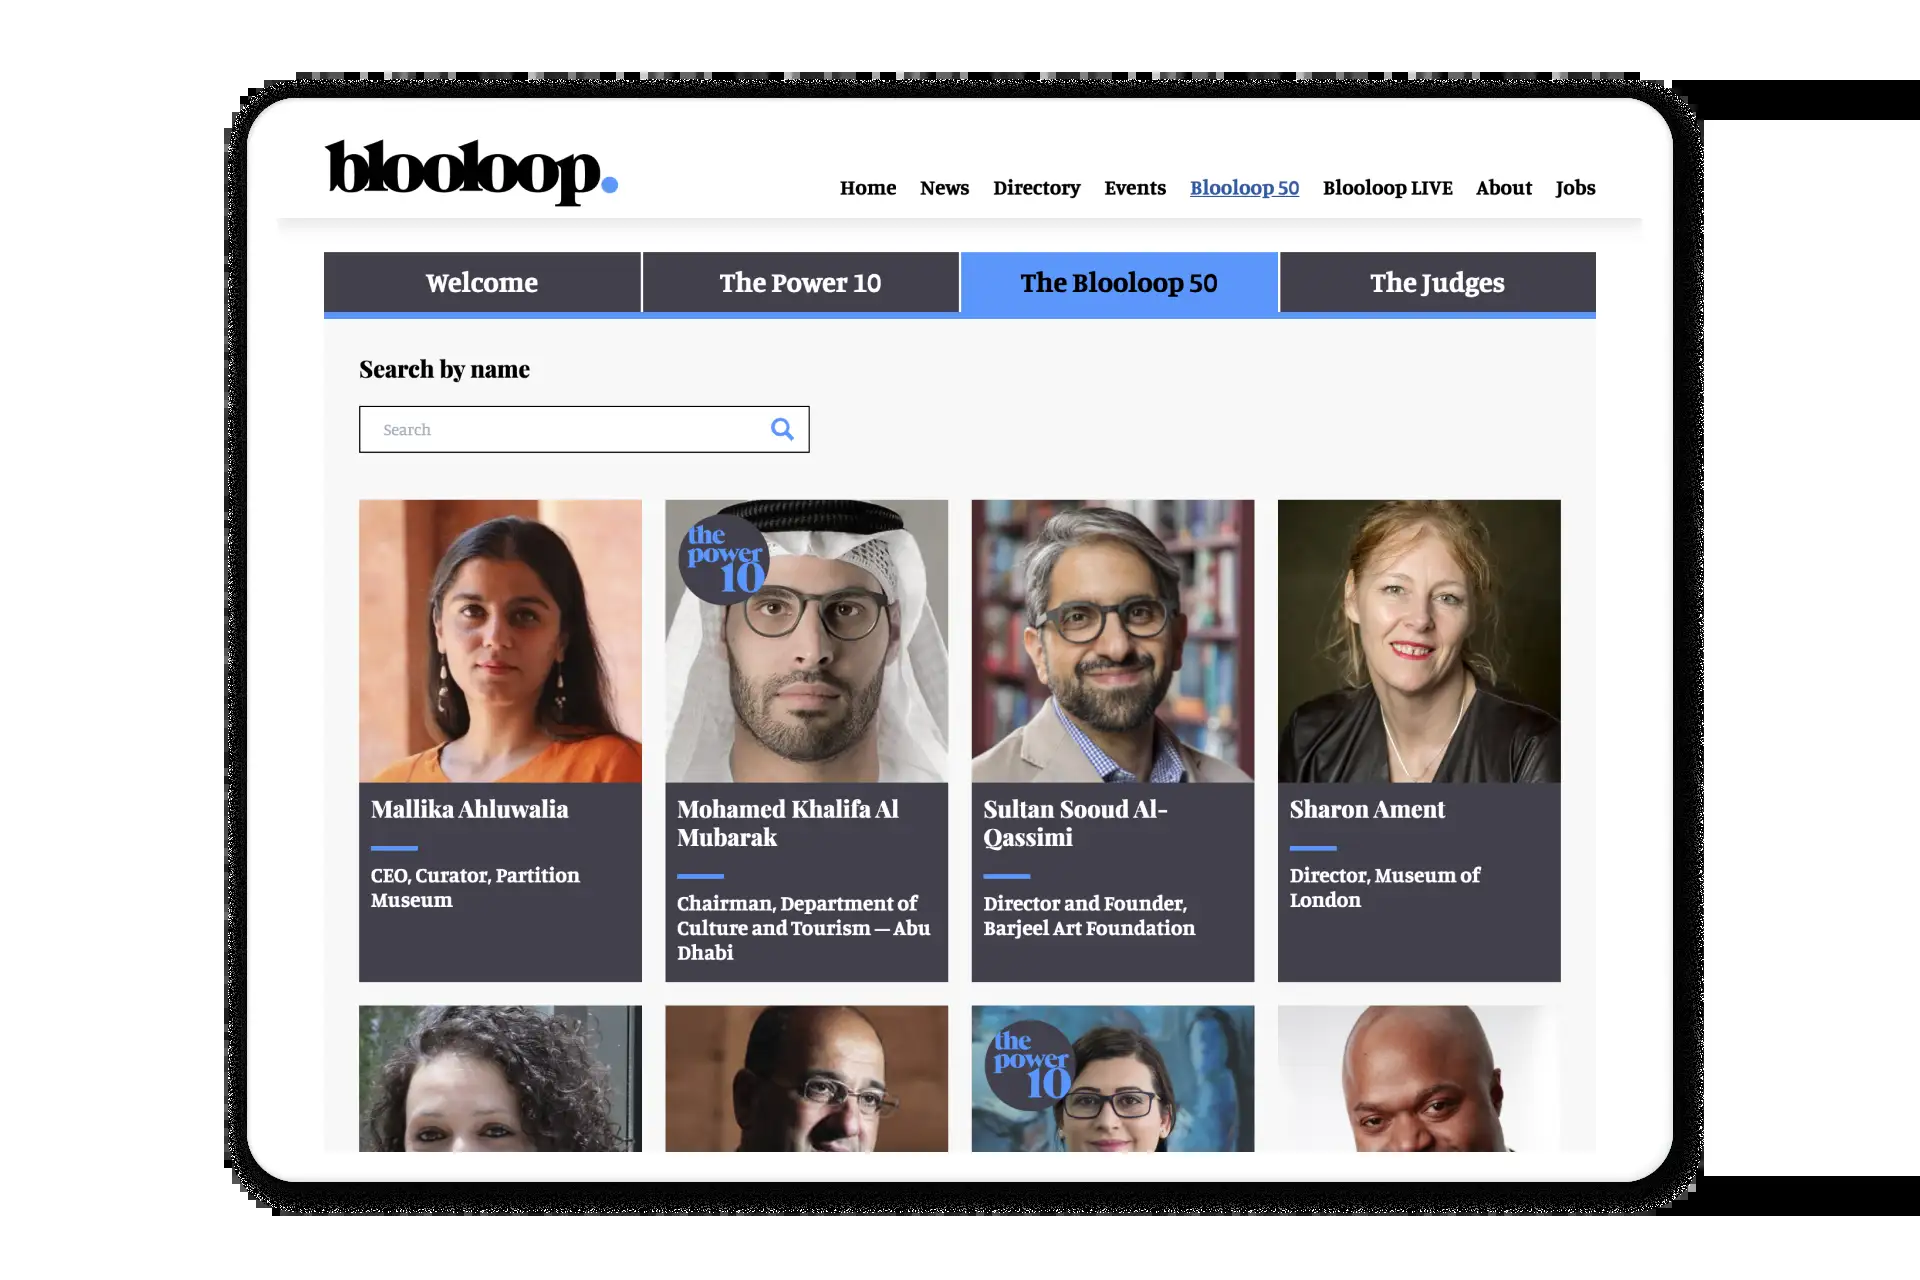 blooloop.
Home News Directory Events Blooloop 50 Blooloop LIVE About Jobs
Welcome The Power 10 The Blooloop 50 The Judges
Search by name
Search
the
power
10
Mallika Ahluwalia
CEO, Curator, Partition
Museum
Mohamed Khalifa Al
Mubarak
Chairman, Department of
Culture and Tourism — Abu
Dhabi
Sultan Sooud Al-
Qassimi
Director and Founder,
Barjeel Art Foundation
Sharon Ament
Director, Museum of
London
the
power
10